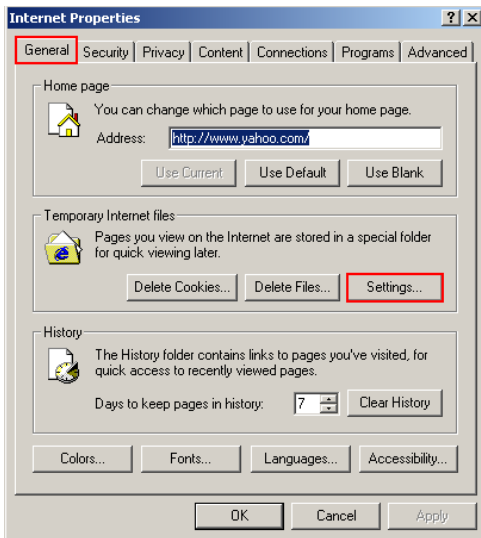 Internet Properties
General Security Privacy Content Connections Programs Advanced
Home page
You can change which page to use for your home page.
Address: http://www.yahoo.com/
Use Current Use Default Use Blank
Temporary Internet files
Pages you view on the Internet are stored in a special folder
for quick viewing later.
Delete Cookies... Delete Files... Settings...
History
The History folder contains links to pages you've visited, for
quick access to recently viewed pages.
Days to keep pages in history: 7 Clear History
Colors... Fonts... Languages... Accessibility...
OK Cancel Apply